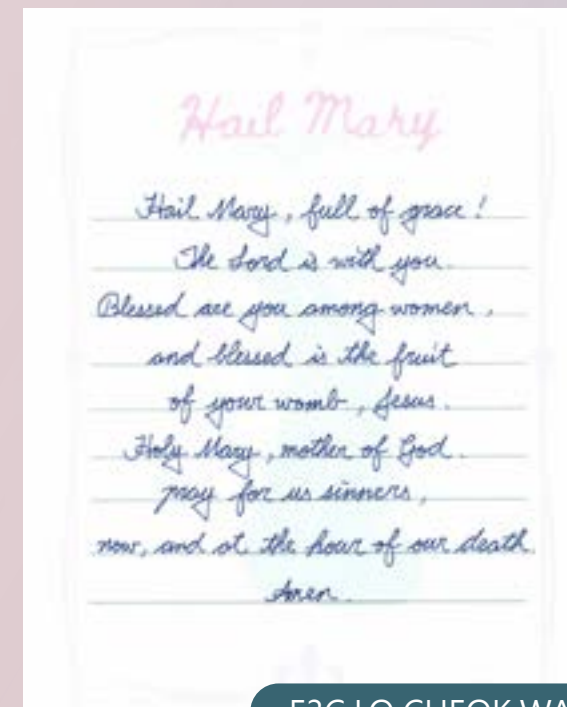 Hail Mary
Hail Mary, full of grace!
The Lord is with you.
Blessed are you among women,
and blessed is the fruit
of your womb, Jesus.
Holy Mary, mother of God.
pray for us sinners,
now, and at the hour of our death.
Amen.